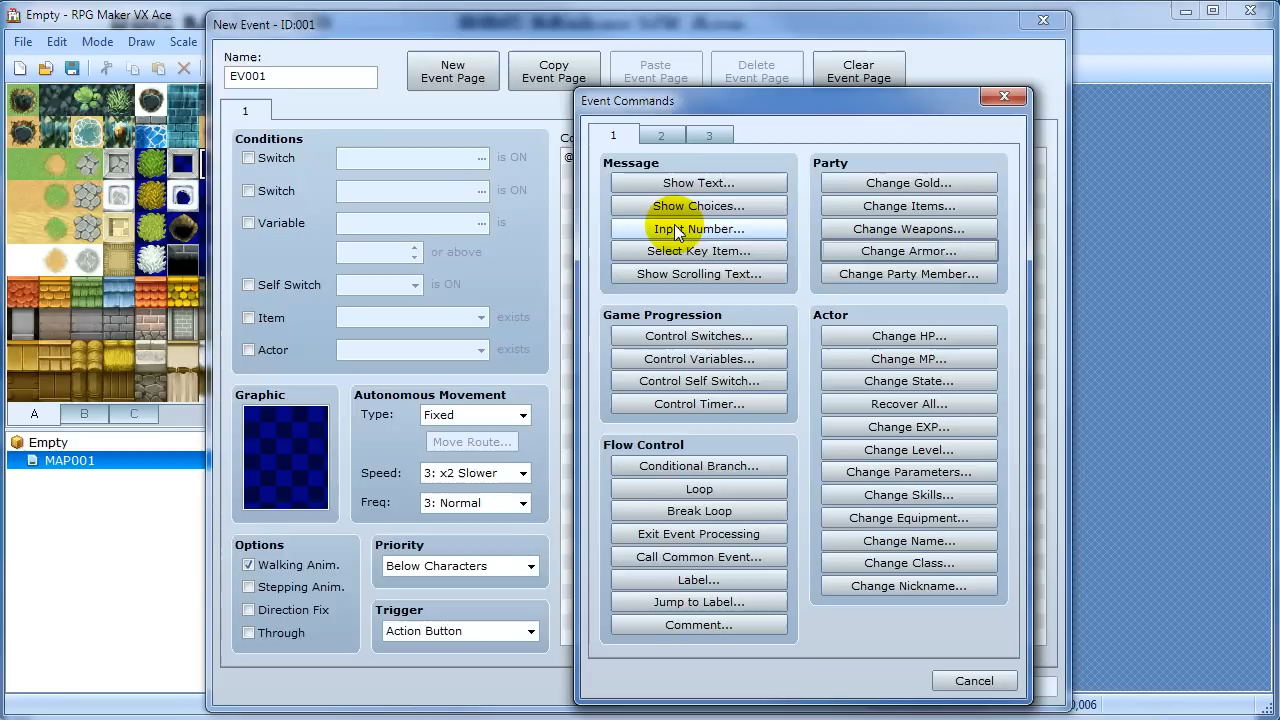 Empty - RPG Maker VX Ace
File Edit Mode Draw Scale
A B C
Empty
MAP001
New Event - ID:001
Name:
EV001
New Event Page
Copy Event Page
Paste Event Page
Delete Event Page
Clear Event Page
1
Conditions
Switch ... is ON
Switch ... is ON
Variable ... is
or above
Self Switch is ON
Item exists
Actor exists
Graphic
Autonomous Movement
Type: Fixed
Move Route...
Speed: 3: x2 Slower
Freq: 3: Normal
Options
Walking Anim.
Stepping Anim.
Direction Fix
Through
Priority
Below Characters
Trigger
Action Button
Event Commands
1 2 3
Message
Show Text...
Show Choices...
Input Number...
Select Key Item...
Show Scrolling Text...
Game Progression
Control Switches...
Control Variables...
Control Self Switch...
Control Timer...
Flow Control
Conditional Branch...
Loop
Break Loop
Exit Event Processing
Call Common Event...
Label...
Jump to Label...
Comment...
Party
Change Gold...
Change Items...
Change Weapons...
Change Armor...
Change Party Member...
Actor
Change HP...
Change MP...
Change State...
Recover All...
Change EXP...
Change Level...
Change Parameters...
Change Skills...
Change Equipment...
Change Name...
Change Class...
Change Nickname...
Cancel